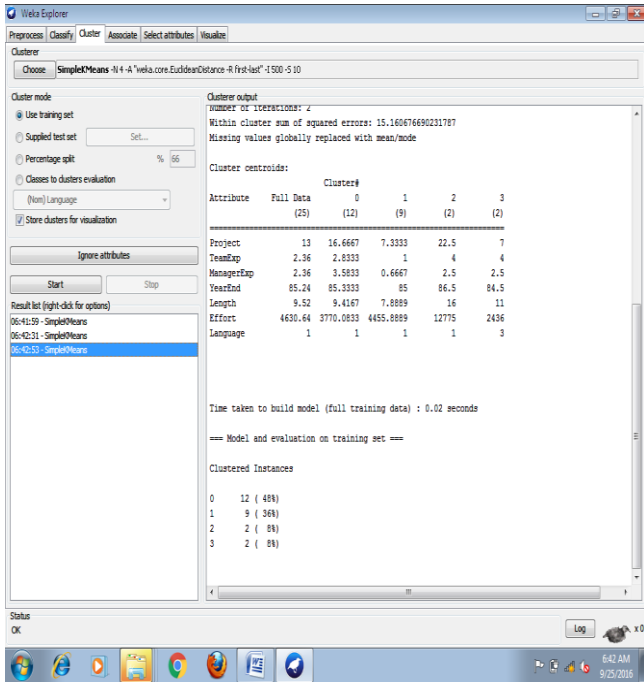 Weka Explorer
Preprocess Classify Cluster Associate Select attributes Visualize
Clusterer
Choose SimpleKMeans -N 4 -A "weka.core.EuclideanDistance -R first-last" -I 500 -S 10
Cluster mode
Use training set
Supplied test set Set...
Percentage split % 66
Classes to clusters evaluation
(Nom) Language
Store clusters for visualization
Ignore attributes
Start Stop
Result list (right-click for options)
06:41:59 - SimpleKMeans
06:42:31 - SimpleKMeans
06:42:53 - SimpleKMeans
Clusterer output
Number of iterations: 2
Within cluster sum of squared errors: 15.160676690231787
Missing values globally replaced with mean/mode
Cluster centroids:
Cluster#
Attribute Full Data 0 1 2 3
(25) (12) (9) (2) (2)
==================================================================
Project 13 16.6667 7.3333 22.5 7
TeamExp 2.36 2.8333 1 4 4
ManagerExp 2.36 3.5833 0.6667 2.5 2.5
YearEnd 85.24 85.3333 85 86.5 84.5
Length 9.52 9.4167 7.8889 16 11
Effort 4630.64 3770.0833 4455.8889 12775 2436
Language 1 1 1 1 3
Time taken to build model (full training data) : 0.02 seconds
=== Model and evaluation on training set ===
Clustered Instances
0 12 ( 48%)
1 9 ( 36%)
2 2 ( 8%)
3 2 ( 8%)
Status
OK
Log x 0
6:42 AM
9/25/2016